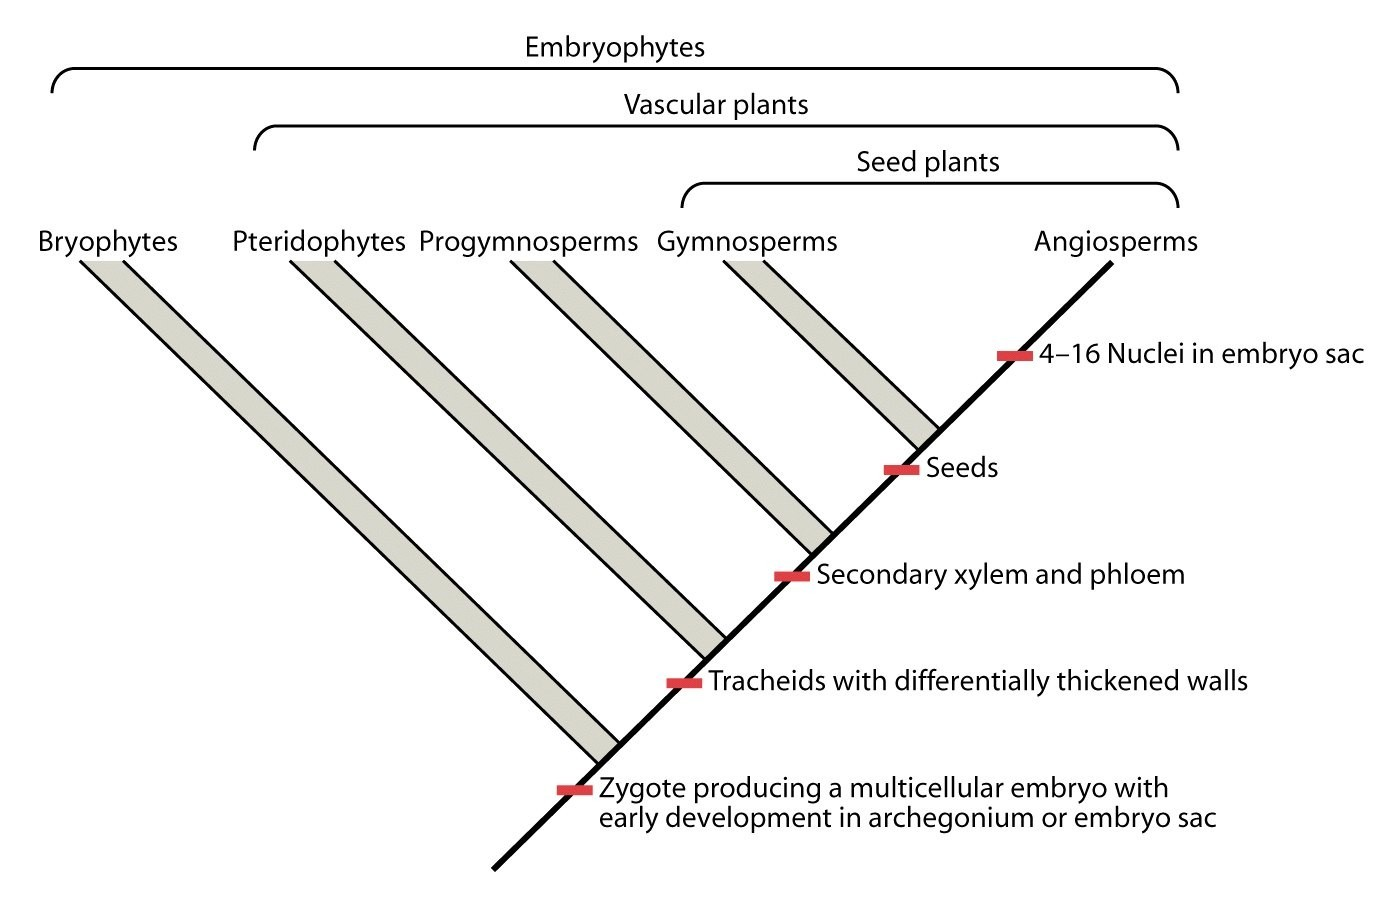 Embryophytes
Vascular plants
Seed plants
Bryophytes
Pteridophytes
Progymnosperms
Gymnosperms
Angiosperms
4–16 Nuclei in embryo sac
Seeds
Secondary xylem and phloem
Tracheids with differentially thickened walls
Zygote producing a multicellular embryo with
early development in archegonium or embryo sac